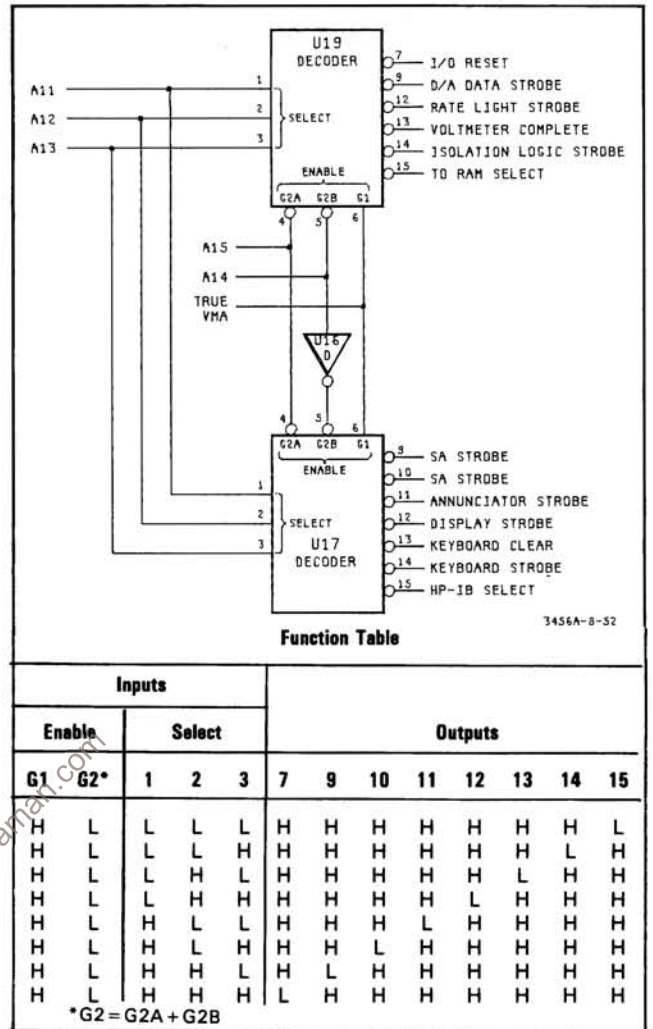 U19
DECODER
7 I/O RESET
9 D/A DATA STROBE
12 RATE LIGHT STROBE
13 VOLTMETER COMPLETE
14 ISOLATION LOGIC STROBE
15 TO RAM SELECT
A11 1
A12 2
A13 3
SELECT
ENABLE
G2A G2B G1
4 5 6
A15
A14
TRUE
VMA
U16
D
4 5 6
G2A G2B G1
ENABLE
1
2
3
SELECT
U17
DECODER
9 SA STROBE
10 SA STROBE
11 ANNUNCIATOR STROBE
12 DISPLAY STROBE
13 KEYBOARD CLEAR
14 KEYBOARD STROBE
15 HP-IB SELECT
3456A-8-32
Function Table
Inputs
Enable Select Outputs
G1 G2* 1 2 3 7 9 10 11 12 13 14 15
H L L L L H H H H H H H L
H L L L H H H H H H H L H
H L L H L H H H H H L H H
H L L H H H H H H L H H H
H L H L L H H H L H H H H
H L H L H H H L H H H H H
H L H H L H L H H H H H H
H L H H H L H H H H H H H
*G2 = G2A + G2B
aman.com